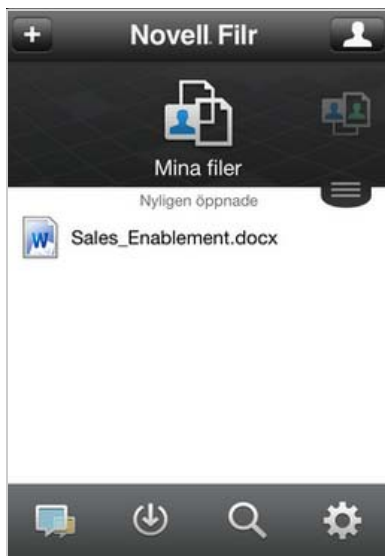 Novell Filr
Mina filer
Nyligen öppnade
Sales_Enablement.docx